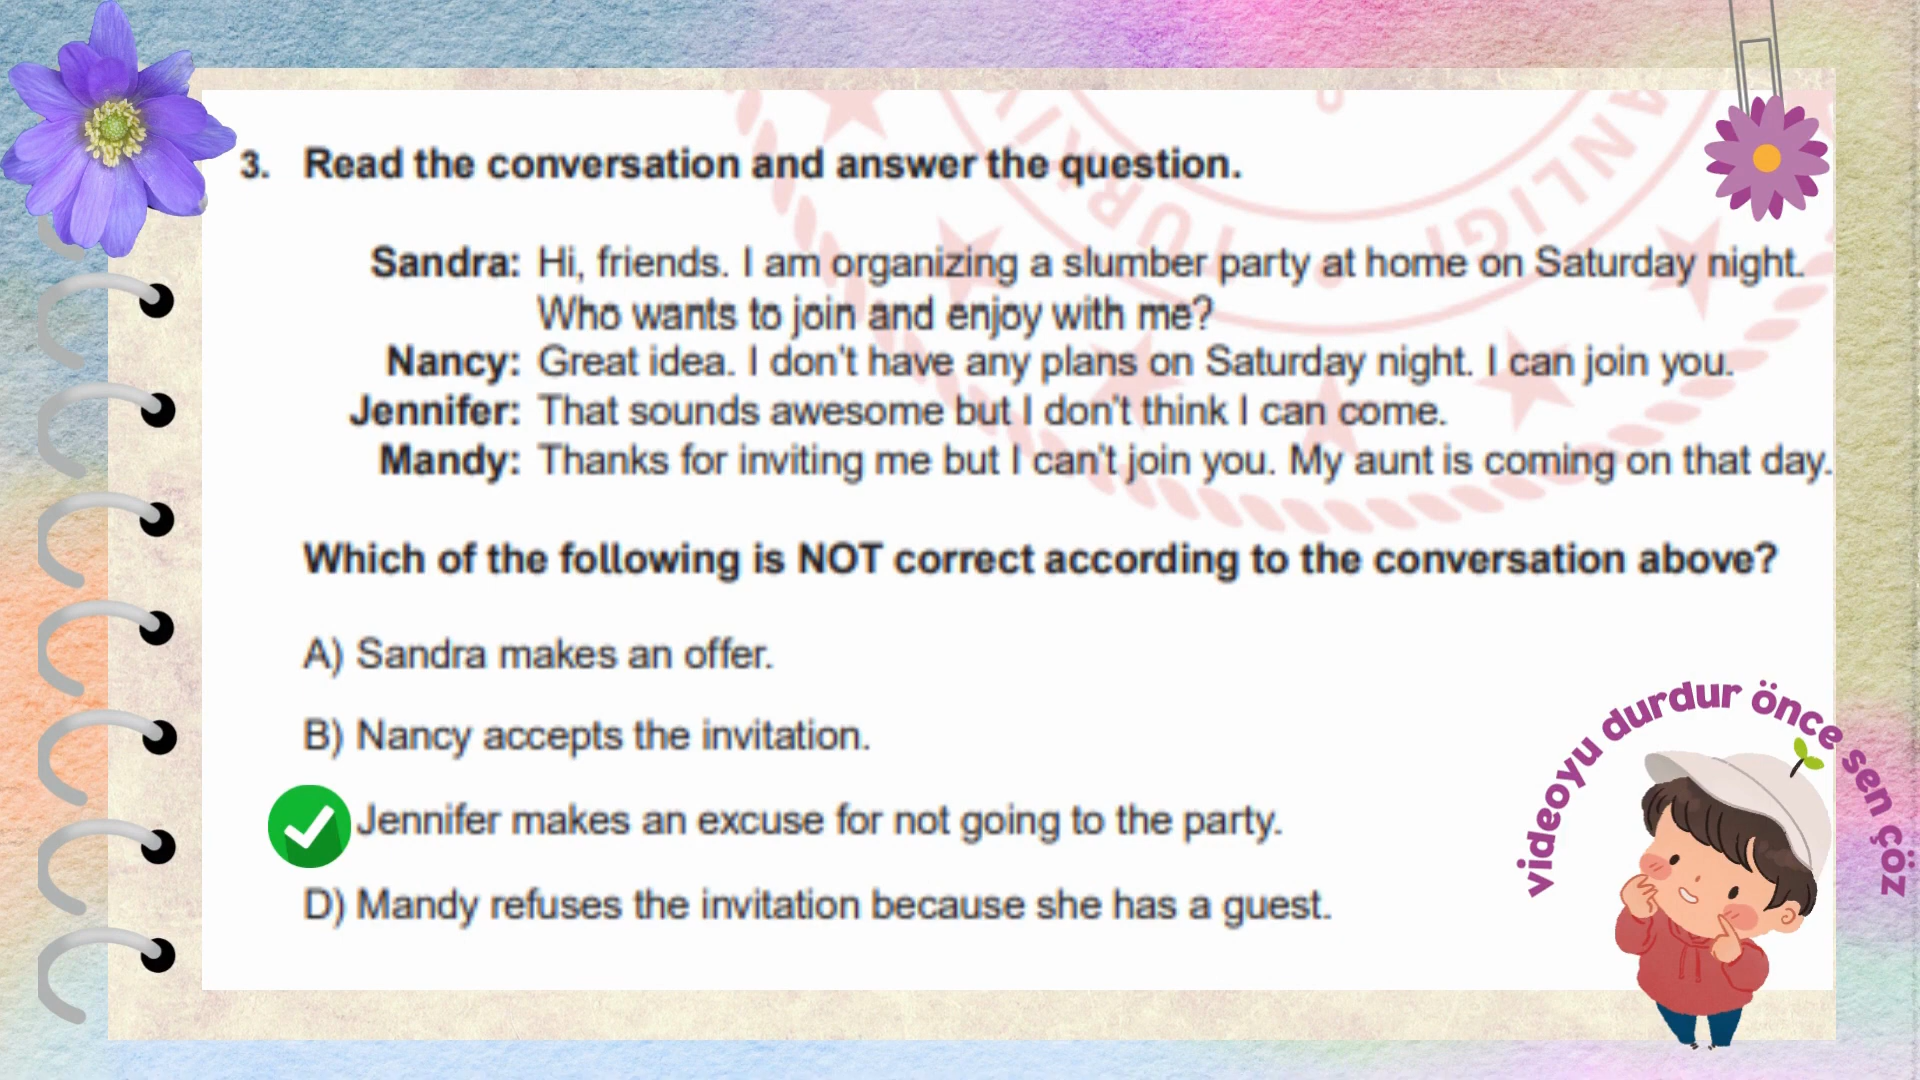 3. Read the conversation and answer the question.
Sandra: Hi, friends. I am organizing a slumber party at home on Saturday night.
Who wants to join and enjoy with me?
Nancy: Great idea. I don't have any plans on Saturday night. I can join you.
Jennifer: That sounds awesome but I don't think I can come.
Mandy: Thanks for inviting me but I can't join you. My aunt is coming on that day.
Which of the following is NOT correct according to the conversation above?
A) Sandra makes an offer.
B) Nancy accepts the invitation.
Jennifer makes an excuse for not going to the party.
D) Mandy refuses the invitation because she has a guest.
videoyu durdur önce sen çöz